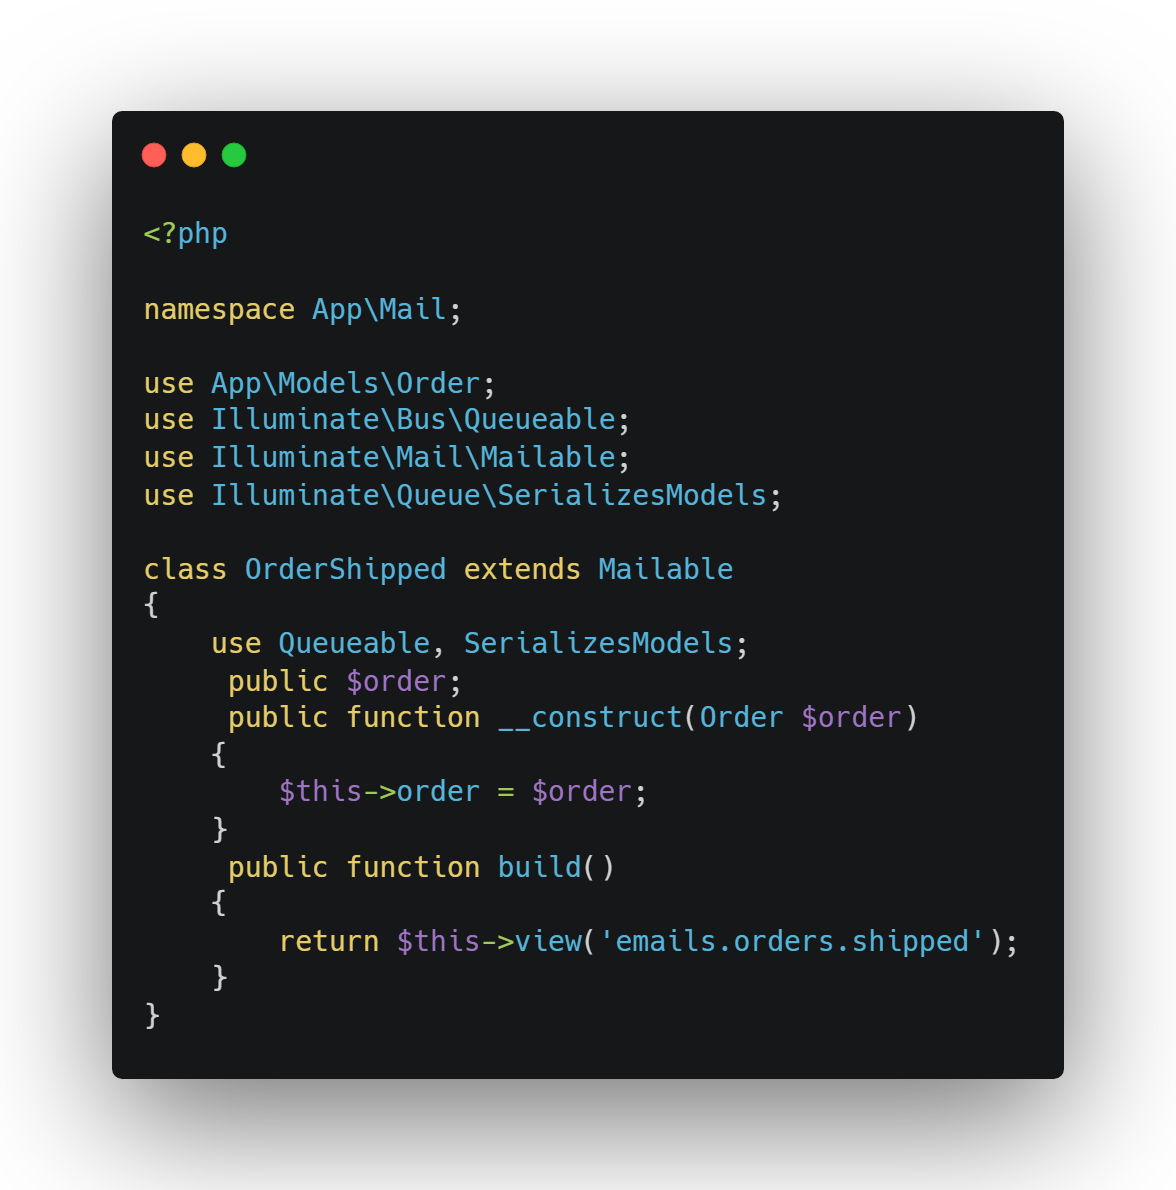 <?php

namespace App\Mail;

use App\Models\Order;
use Illuminate\Bus\Queueable;
use Illuminate\Mail\Mailable;
use Illuminate\Queue\SerializesModels;

class OrderShipped extends Mailable
{
    use Queueable, SerializesModels;
     public $order;
     public function __construct(Order $order)
    {
        $this->order = $order;
    }
     public function build()
    {
        return $this->view('emails.orders.shipped');
    }
}